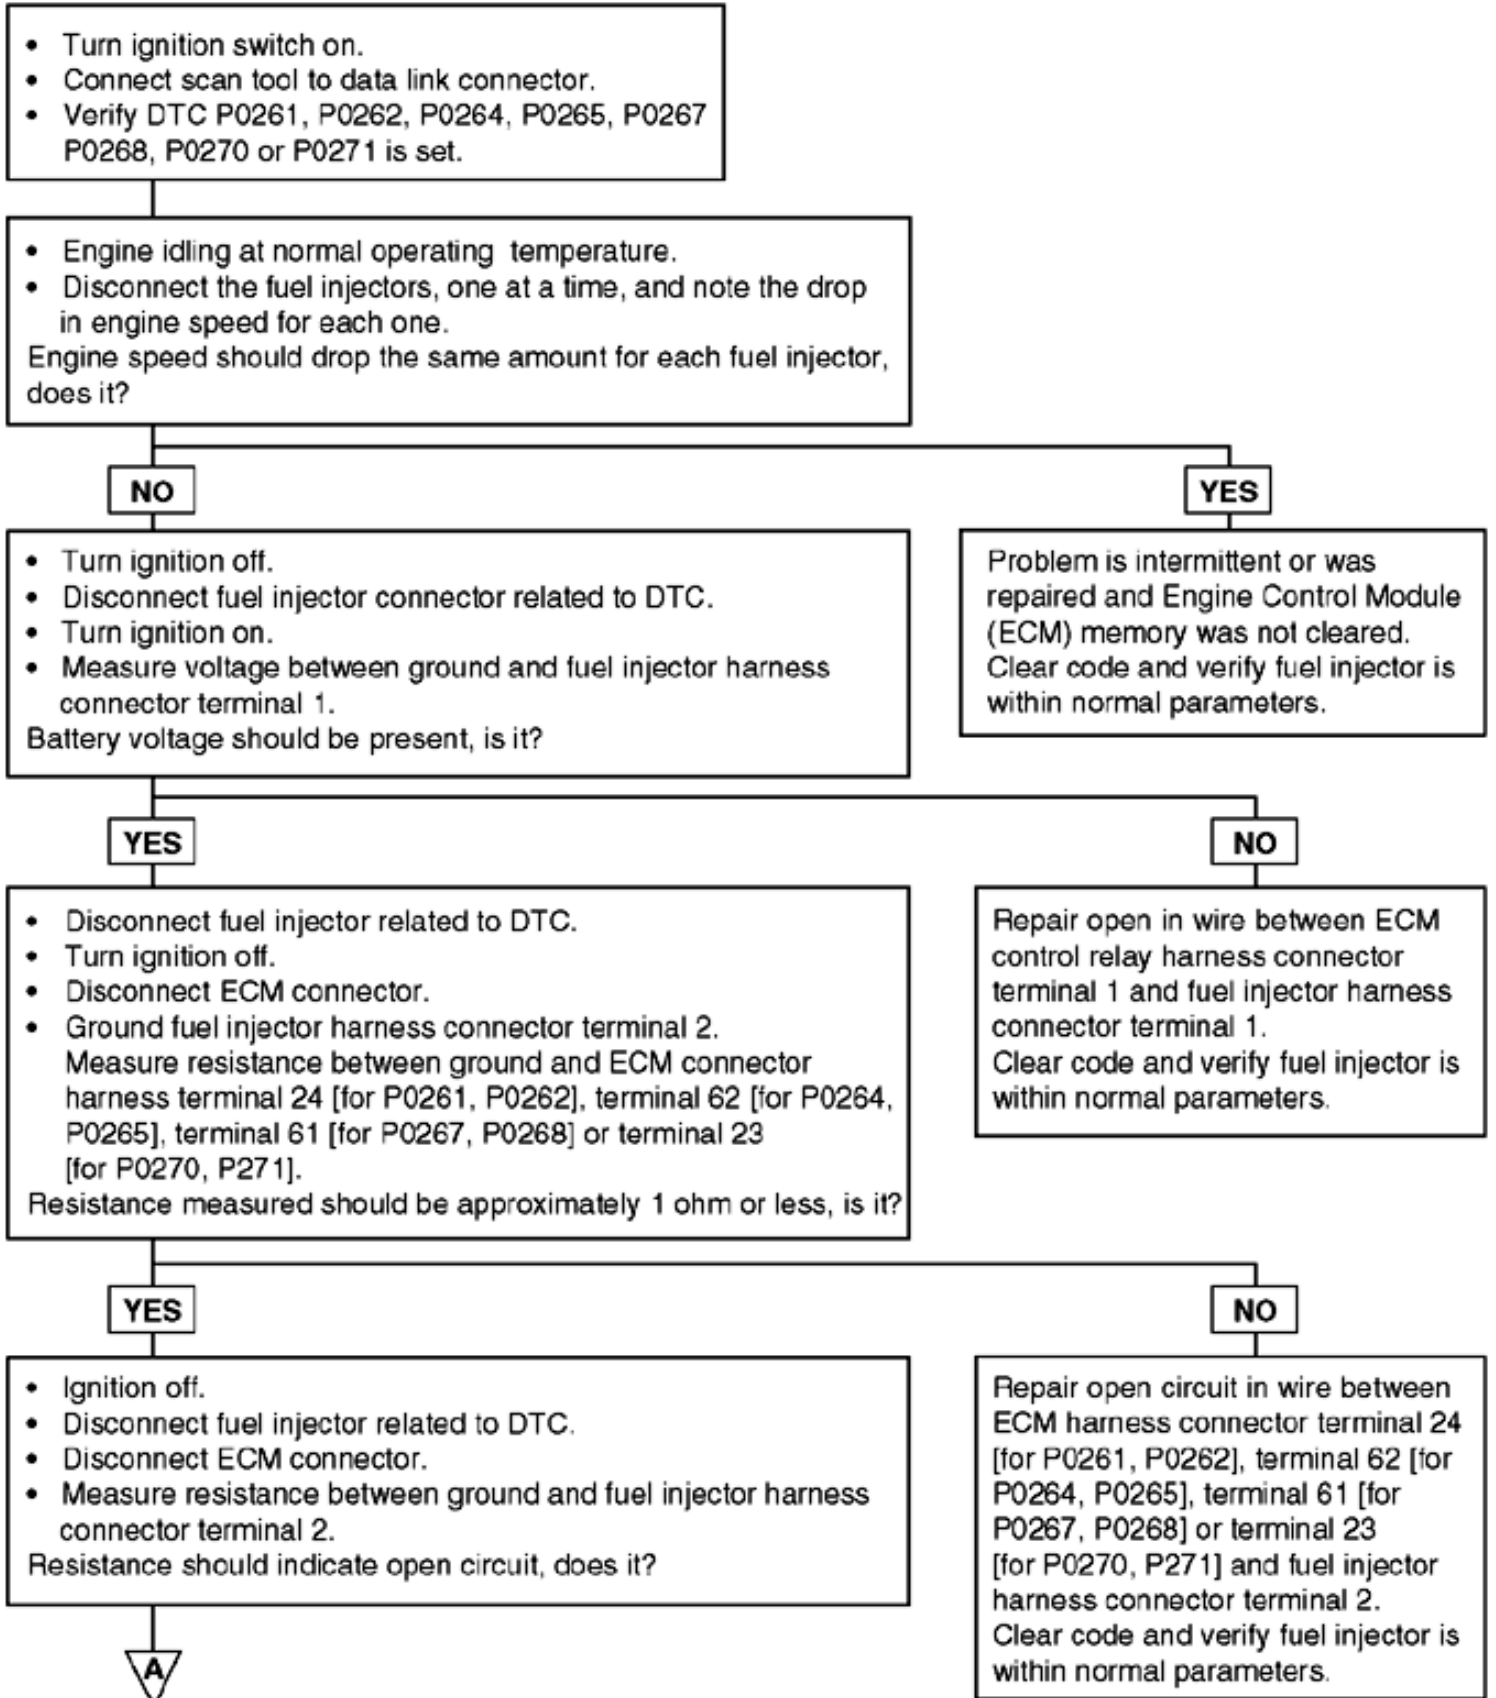 • Turn ignition switch on.
• Connect scan tool to data link connector.
• Verify DTC P0261, P0262, P0264, P0265, P0267
P0268, P0270 or P0271 is set.
• Engine idling at normal operating temperature.
• Disconnect the fuel injectors, one at a time, and note the drop
in engine speed for each one.
Engine speed should drop the same amount for each fuel injector,
does it?
NO
YES
• Turn ignition off.
• Disconnect fuel injector connector related to DTC.
• Turn ignition on.
• Measure voltage between ground and fuel injector harness
connector terminal 1.
Battery voltage should be present, is it?
Problem is intermittent or was
repaired and Engine Control Module
(ECM) memory was not cleared.
Clear code and verify fuel injector is
within normal parameters.
YES
NO
• Disconnect fuel injector related to DTC.
• Turn ignition off.
• Disconnect ECM connector.
• Ground fuel injector harness connector terminal 2.
Measure resistance between ground and ECM connector
harness terminal 24 [for P0261, P0262], terminal 62 [for P0264,
P0265], terminal 61 [for P0267, P0268] or terminal 23
[for P0270, P271].
Resistance measured should be approximately 1 ohm or less, is it?
Repair open in wire between ECM
control relay harness connector
terminal 1 and fuel injector harness
connector terminal 1.
Clear code and verify fuel injector is
within normal parameters.
YES
NO
• Ignition off.
• Disconnect fuel injector related to DTC.
• Disconnect ECM connector.
• Measure resistance between ground and fuel injector harness
connector terminal 2.
Resistance should indicate open circuit, does it?
Repair open circuit in wire between
ECM harness connector terminal 24
[for P0261, P0262], terminal 62 [for
P0264, P0265], terminal 61 [for
P0267, P0268] or terminal 23
[for P0270, P271] and fuel injector
harness connector terminal 2.
Clear code and verify fuel injector is
within normal parameters.
A